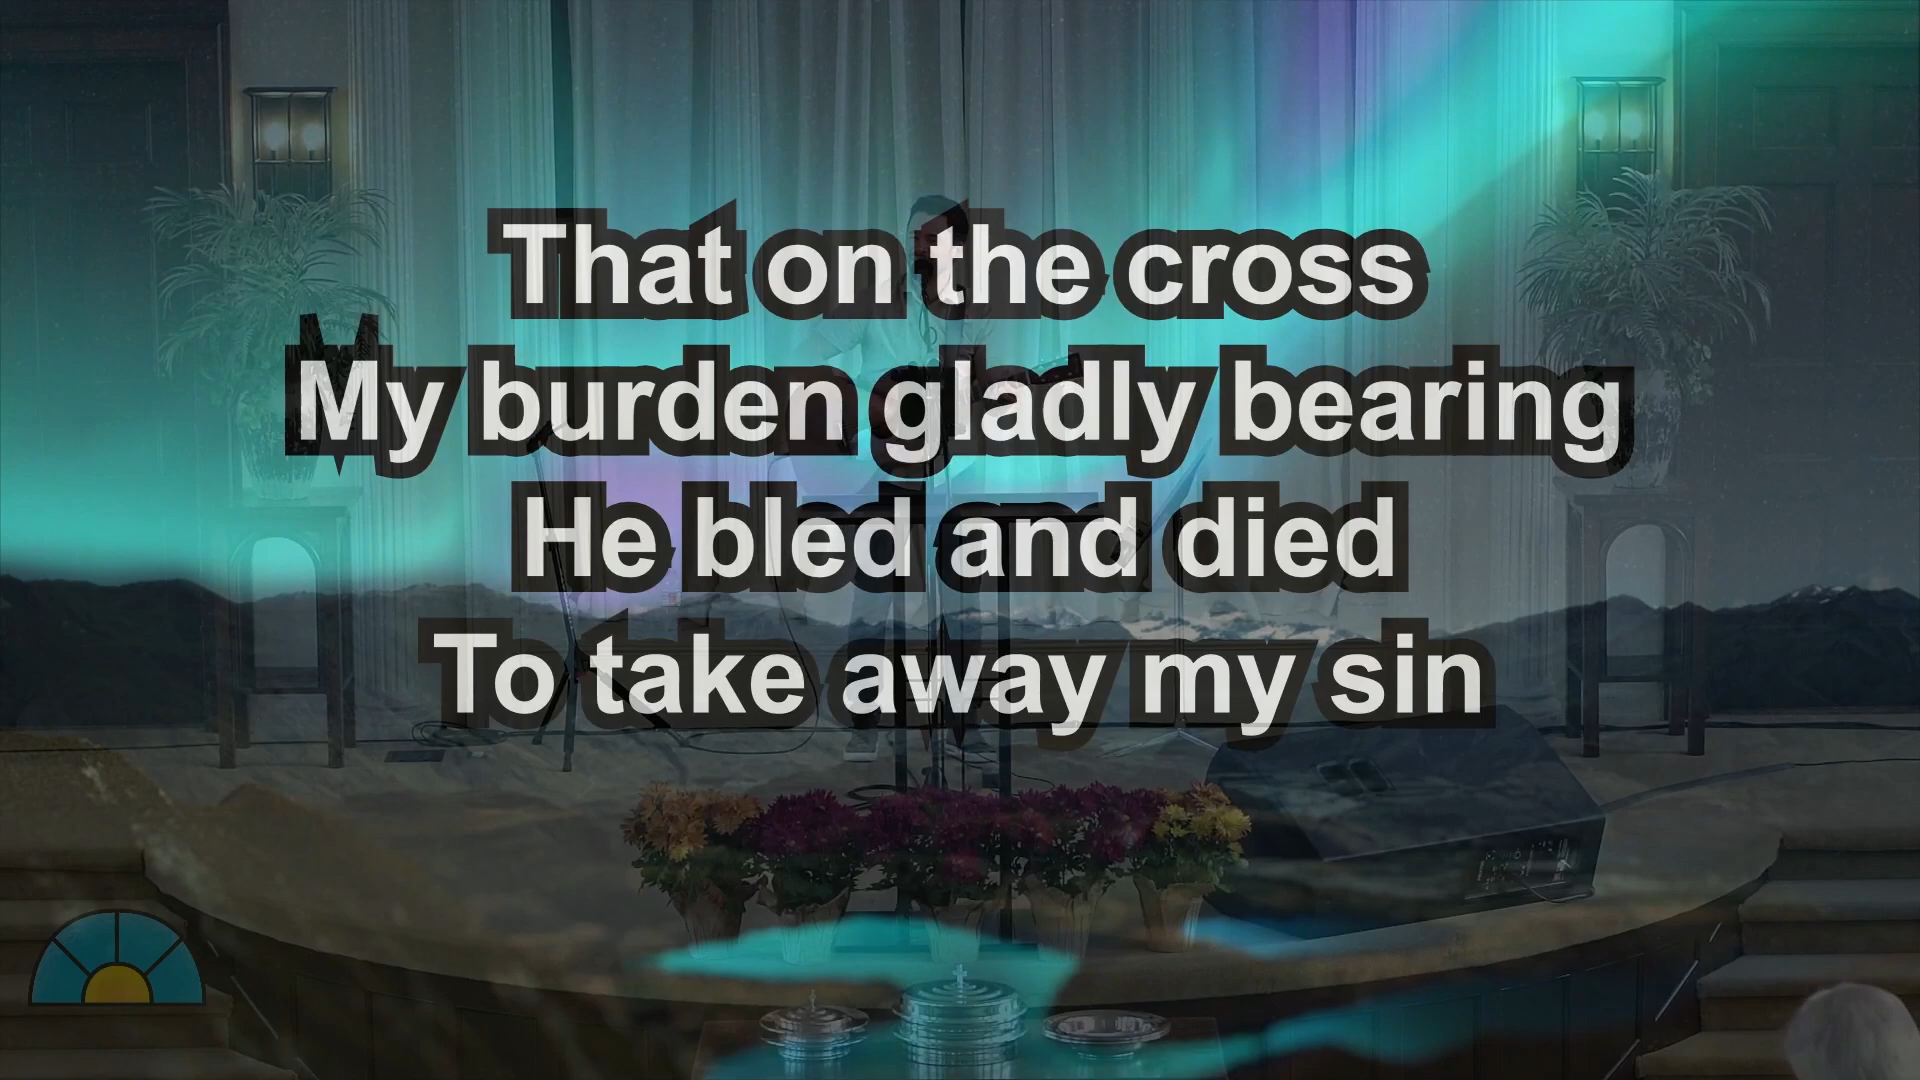 That on the cross
My burden gladly bearing
He bled and died
To take away my sin